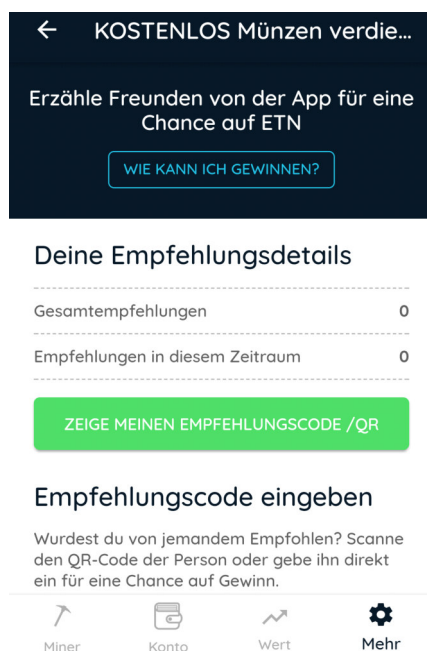 KOSTENLOS Münzen verdie...
Erzähle Freunden von der App für eine
Chance auf ETN
WIE KANN ICH GEWINNEN?
Deine Empfehlungsdetails
Gesamtempfehlungen 0
Empfehlungen in diesem Zeitraum 0
ZEIGE MEINEN EMPFEHLUNGSCODE /QR
Empfehlungscode eingeben
Wurdest du von jemandem Empfohlen? Scanne
den QR-Code der Person oder gebe ihn direkt
ein für eine Chance auf Gewinn.
Miner Konto Wert Mehr